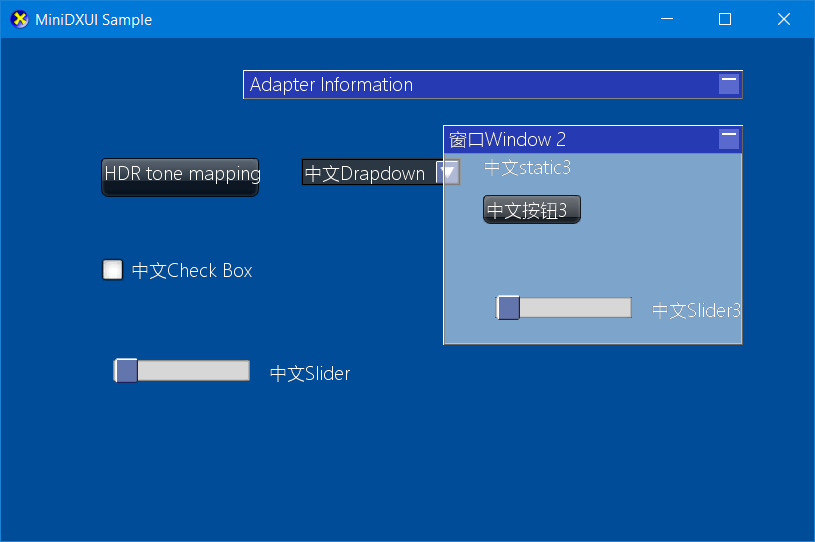 MiniDXUI Sample
Adapter Information
窗口Window 2
中文static3
HDR tone mapping
中文Drapdown
中文按钮3
中文Check Box
中文Slider3
中文Slider